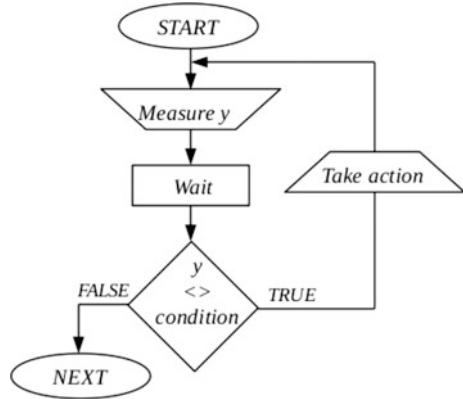 START
Measure y
Wait
Take action
y
<>
condition
FALSE
TRUE
NEXT